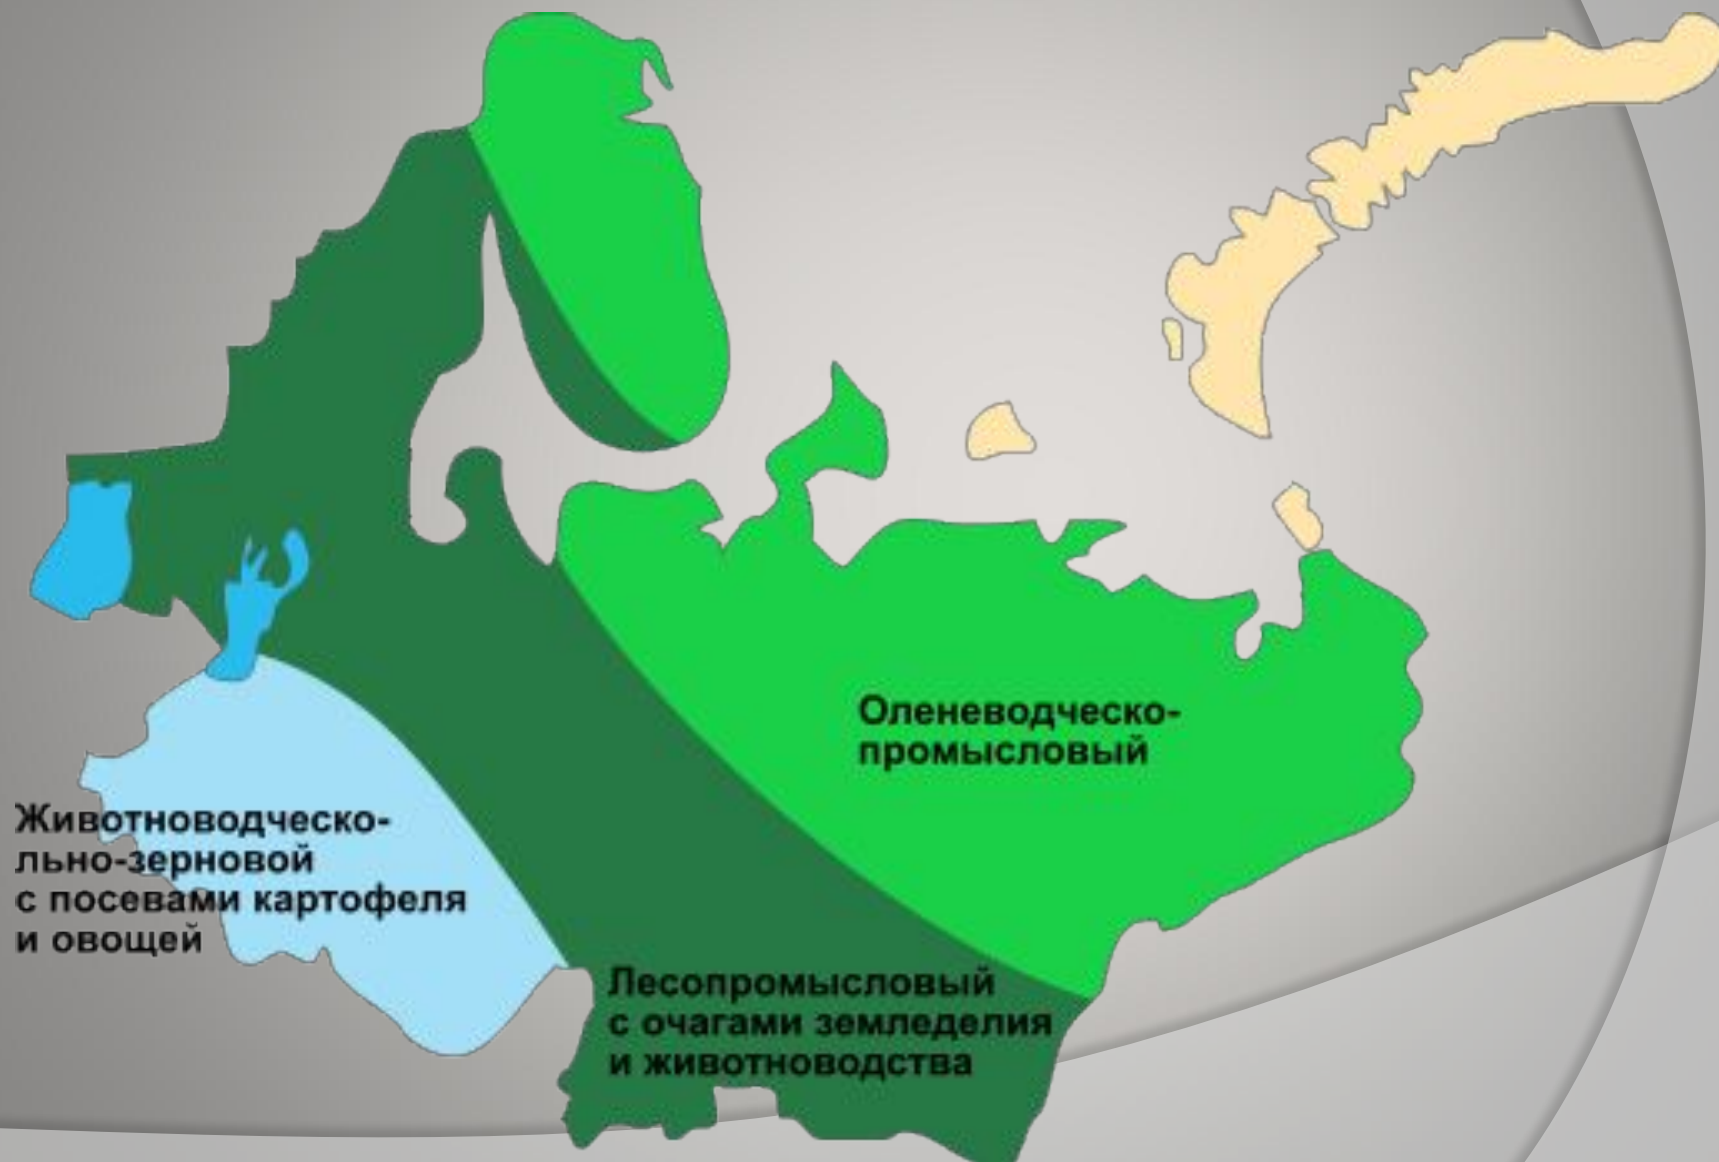 Оленеводческо-
промысловый
Животноводческо-
льно-зерновой
с посевами картофеля
и овощей
Лесопромысловый
с очагами земледелия
и животноводства